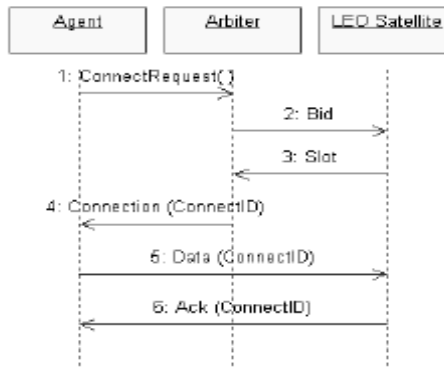 Agent Arbiter LEO Satellite
1: ConnectRequest( )
2: Bid
3: Slot
4: Connection (ConnectID)
5: Data (ConnectID)
6: Ack (ConnectID)